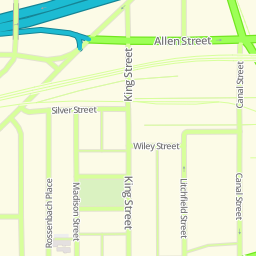 Allen Street
King Street
Canal Street
Silver Street
Wiley Street
King Street
Canal Street
Litchfield Street
Madison Street
Rossenbach Place